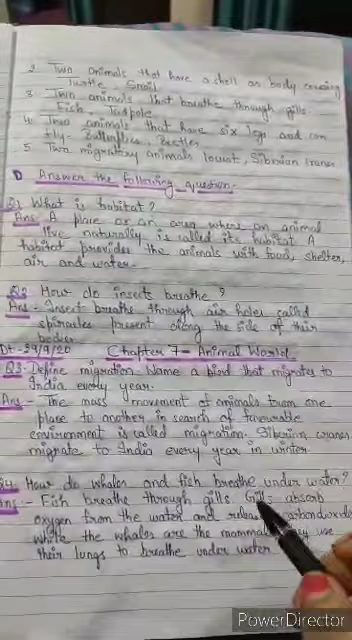 2. Two animals that have a shell as body covering
Turtle, Snail
3. Two animals that breathe through gills
Fish, Tadpole
4. Two animals that have six legs and can
fly - Butterflies, Beetles
5. Two migratory animals locust, Siberian cranes
D Answer the following question.
Q1 What is habitat?
Ans: A place or an area where an animal
live naturally is called its habitat. A
habitat provides the animals with food, shelter,
air and water.
Q2 How do insects breathe?
Ans - Insect breathe through air holes called
spiracles present along the side of their
bodies
Dt - 29/9/20 Chapter 7 - Animal World
Q3. Define migration. Name a bird that migrates to
India every year.
Ans - The mass movement of animals from one
place to another in search of favourable
environment is called migration. Siberian cranes
migrate to India every year in winter.
Q4. How do whales and fish breathe under water?
Ans - Fish breathe through gills Gills absorb
oxygen from the water and carbondioxide
while the whales are the mammals use
their lungs to breathe under water
PowerDirector